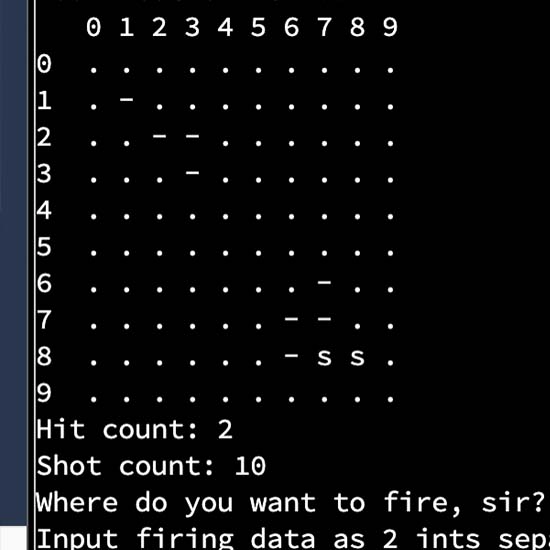 0 1 2 3 4 5 6 7 8 9
0 . . . . . . . . . .
1 . - . . . . . . . .
2 . . - - . . . . . .
3 . . . - . . . . . .
4 . . . . . . . . . .
5 . . . . . . . . . .
6 . . . . . . . - . .
7 . . . . . . - - . .
8 . . . . . . - s s .
9 . . . . . . . . . .
Hit count: 2
Shot count: 10
Where do you want to fire, sir?
Input firing data as 2 ints sep